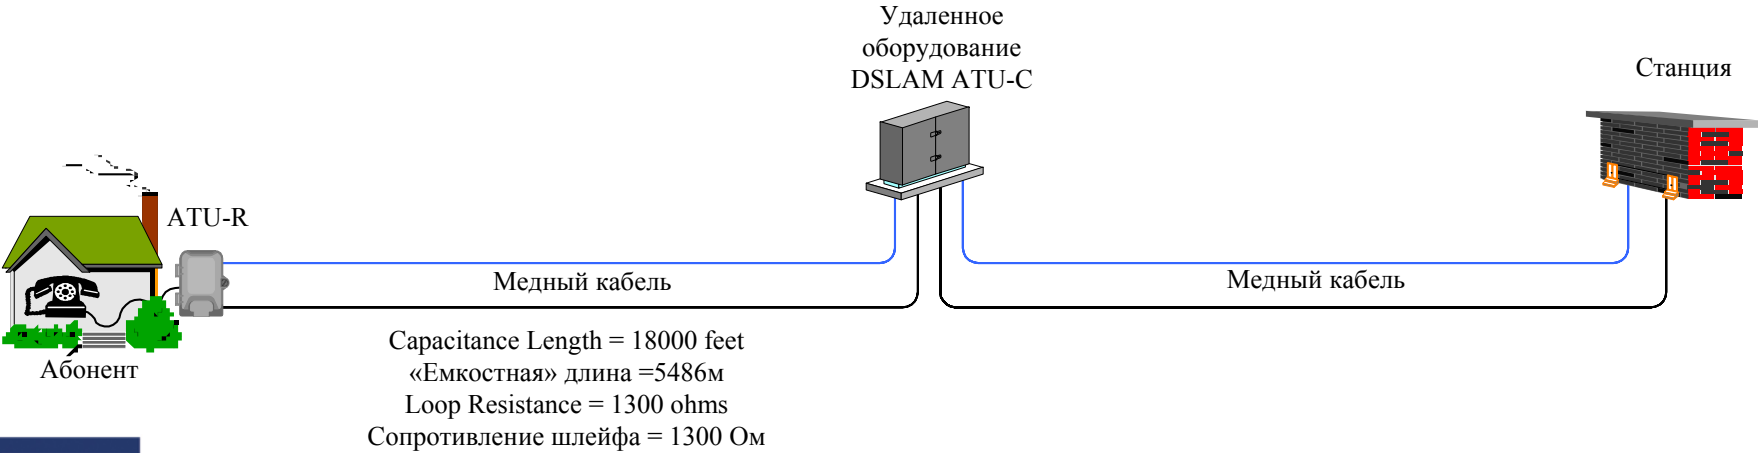 Удаленное
оборудование
DSLAM ATU-C
Станция
ATU-R
Медный кабель
Медный кабель
Capacitance Length = 18000 feet
«Емкостная» длина =5486м
Loop Resistance = 1300 ohms
Сопротивление шлейфа = 1300 Ом
Абонент